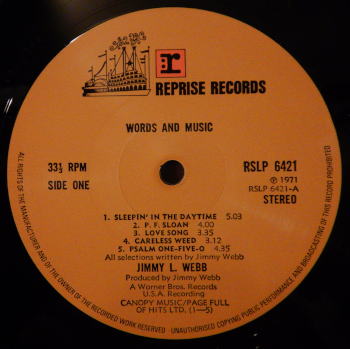 r
REPRISE RECORDS
WORDS AND MUSIC
33⅓ RPM
SIDE ONE
RSLP 6421
℗ 1971
RSLP 6421-A
STEREO
1. SLEEPIN' IN THE DAYTIME 5.03
2. P. F. SLOAN 4.00
3. LOVE SONG 3.35
4. CARELESS WEED 3.12
5. PSALM ONE-FIVE-O 4.35
All selections written by Jimmy Webb
JIMMY L. WEBB
Produced by Jimmy Webb
A Warner Bros. Records
U.S.A. Recording
CANOPY MUSIC/PAGE FULL
OF HITS LTD. (1—5)
ALL RIGHTS OF THE MANUFACTURER AND OF THE OWNER OF THE RECORDED WORK RESERVED · UNAUTHORISED COPYING PUBLIC PERFORMANCE AND BROADCASTING OF THIS RECORD PROHIBITED